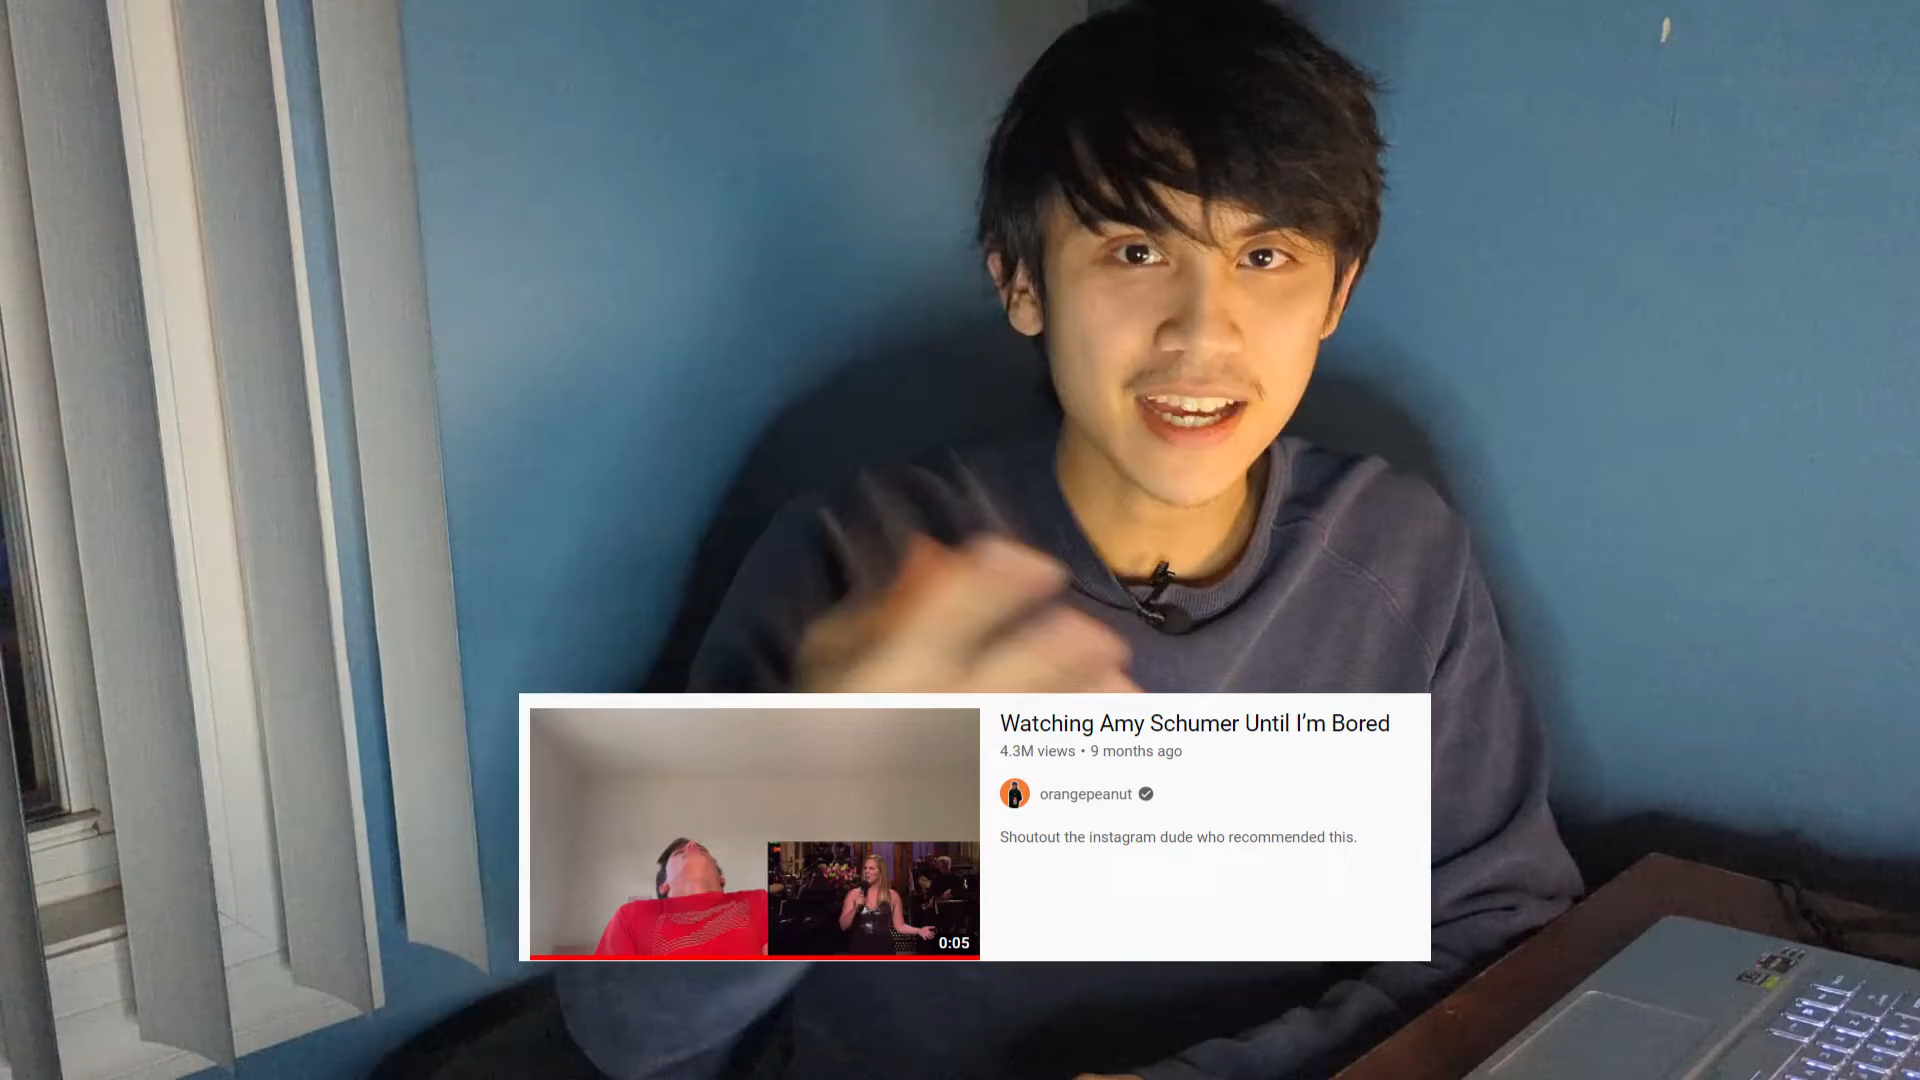 Watching Amy Schumer Until I’m Bored
4.3M views • 9 months ago
orangepeanut
Shoutout the instagram dude who recommended this.
0:05